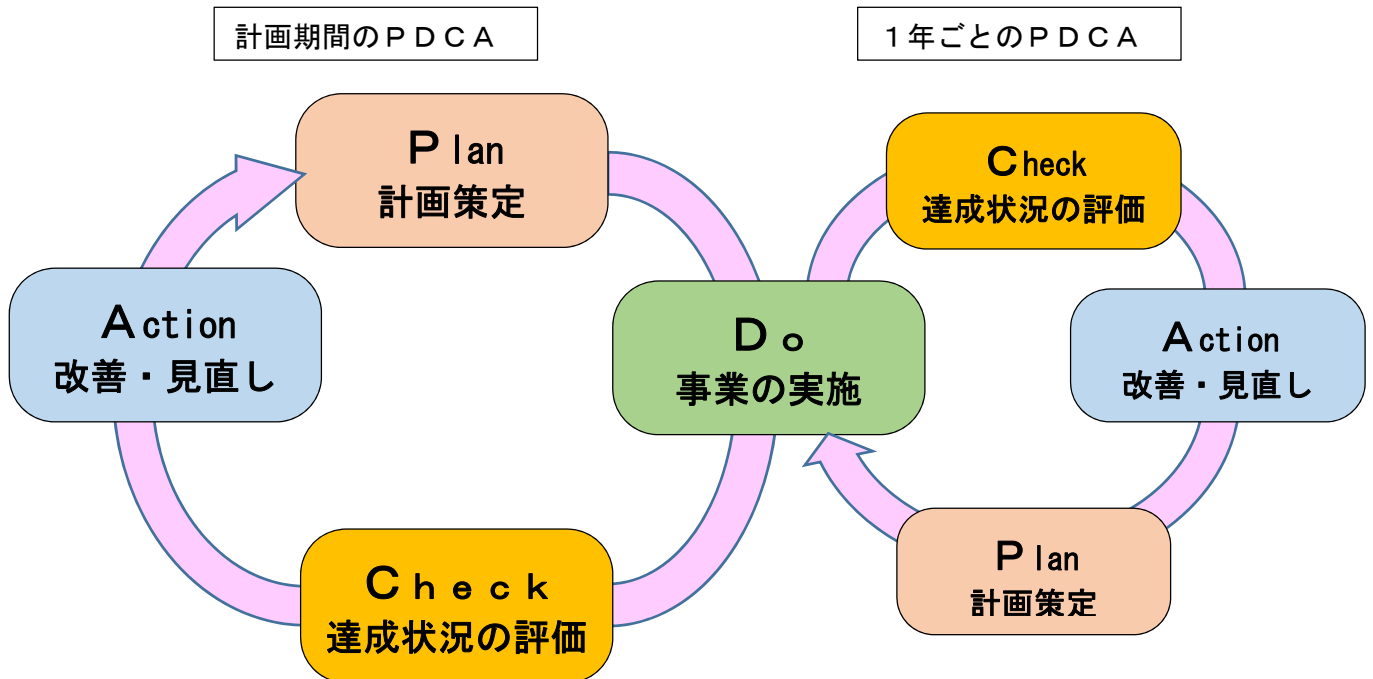 計画期間のＰＤＣＡ
１年ごとのＰＤＣＡ
Ｐlan
計画策定
Ｄｏ
事業の実施
Ｃｈｅｃｋ
達成状況の評価
Ａction
改善・見直し
Ｃheck
達成状況の評価
Ａction
改善・見直し
Ｐlan
計画策定